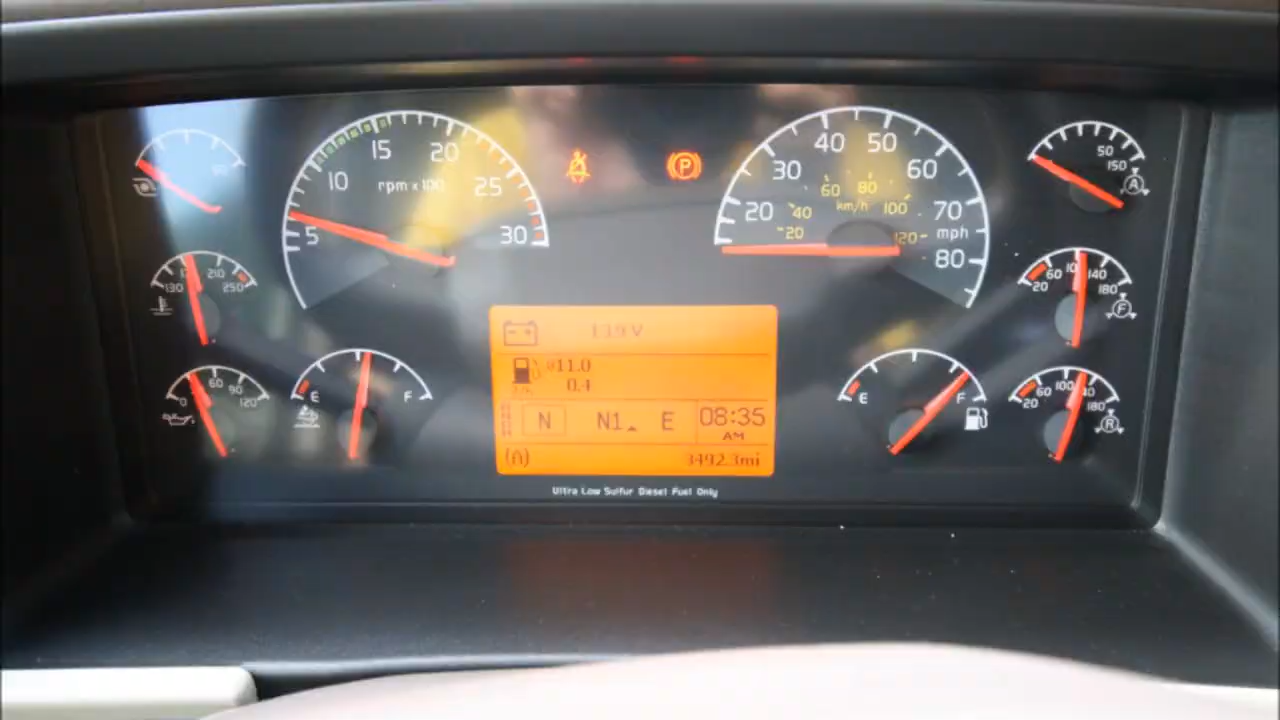 5 10 15 20 25 30
rpm x 100
20 30 40 50 60 70 80
mph
20 40 60 80 100 120
km/h
50 150
A
130 210 250
20 60 140 180
F
0 60 90 120
E F
E F
20 60 100 180
R
P
13.9 V
ø11.0
0.4
N N1 E 08:35
AM
(A) 3492.3mi
Ultra Low Sulfur Diesel Fuel Only